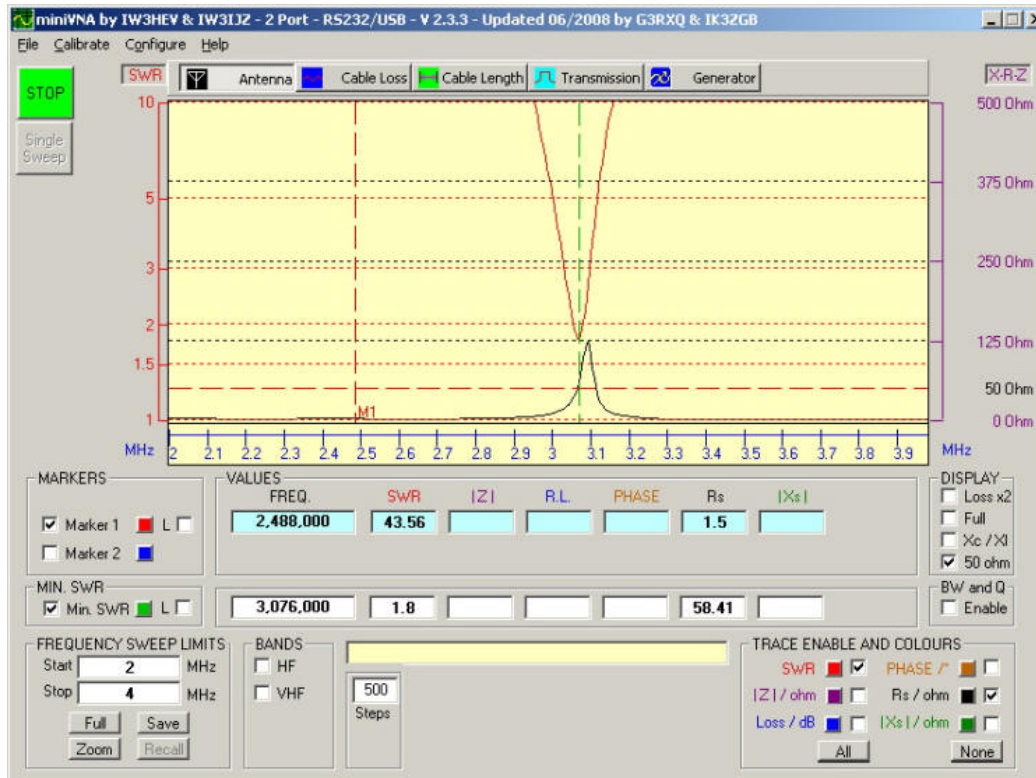 miniVNA by IW3HEV & IW3IJZ - 2 Port - RS232/USB - V 2.3.3 - Updated 06/2008 by G3RXQ & IK3ZGB
File Calibrate Configure Help
STOP
Single
Sweep
SWR Antenna Cable Loss Cable Length Transmission Generator X-R-Z
10 500 Ohm
375 Ohm
5
3 250 Ohm
2
125 Ohm
1.5
50 Ohm
M1
1 0 Ohm
MHz 2 2.1 2.2 2.3 2.4 2.5 2.6 2.7 2.8 2.9 3 3.1 3.2 3.3 3.4 3.5 3.6 3.7 3.8 3.9 MHz
MARKERS VALUES DISPLAY
FREQ. SWR |Z| R.L. PHASE Rs |Xs| Loss x2
Marker 1 L 2,488,000 43.56 1.5 Full
Marker 2 Xc / Xl
50 ohm
MIN. SWR BW and Q
Min. SWR L 3,076,000 1.8 58.41 Enable
FREQUENCY SWEEP LIMITS BANDS TRACE ENABLE AND COLOURS
Start 2 MHz HF SWR PHASE /°
Stop 4 MHz VHF 500 |Z| / ohm Rs / ohm
Steps
Full Save Loss / dB |Xs| / ohm
Zoom Recall All None